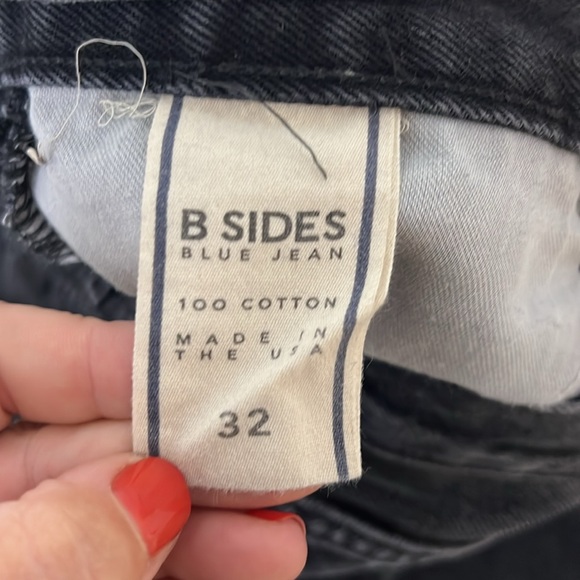 B SIDES
BLUE JEAN
100 COTTON
MADE IN
THE USA
32